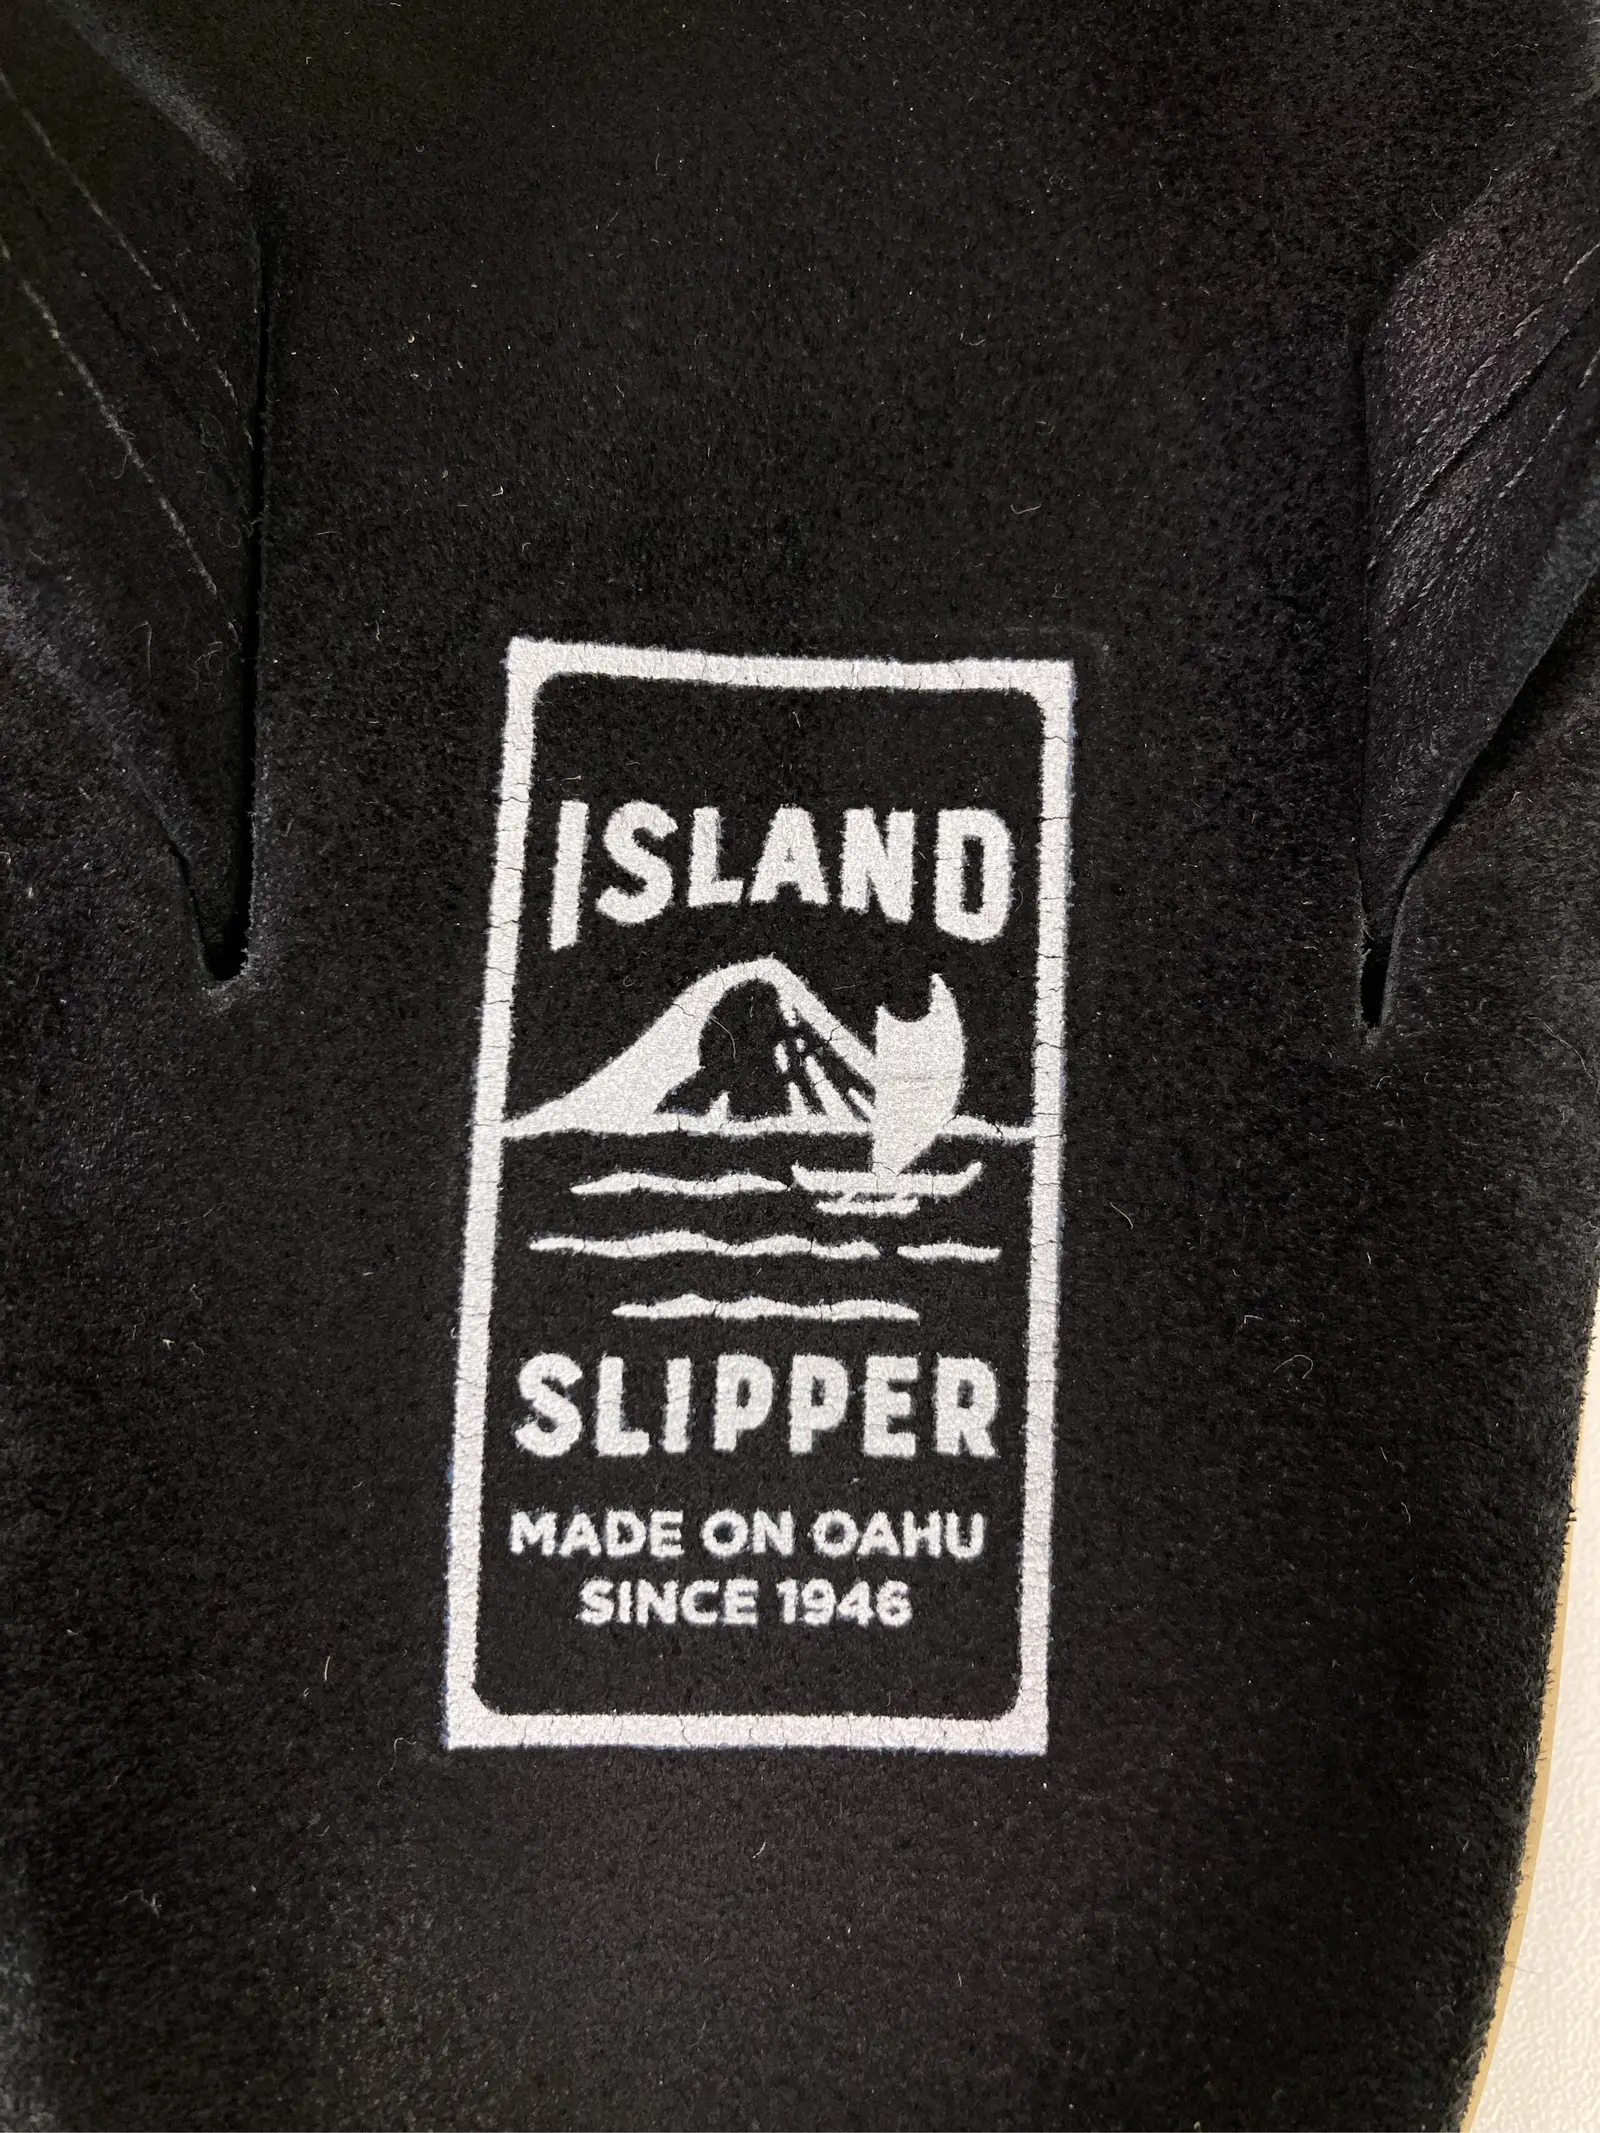 ISLAND
SLIPPER
MADE ON OAHU
SINCE 1946